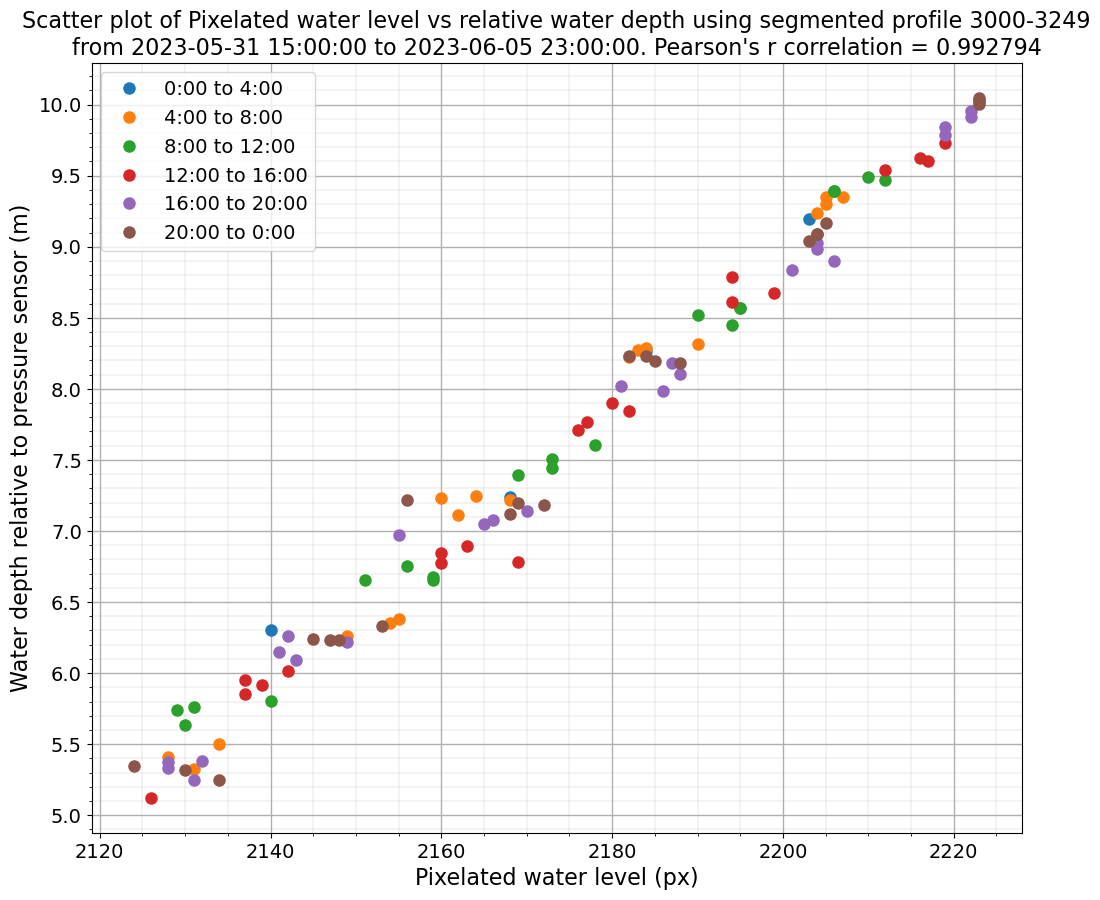 Scatter plot of Pixelated water level vs relative water depth using segmented profile 3000-3249
from 2023-05-31 15:00:00 to 2023-06-05 23:00:00. Pearson's r correlation = 0.992794
0:00 to 4:00
4:00 to 8:00
8:00 to 12:00
12:00 to 16:00
16:00 to 20:00
20:00 to 0:00
Water depth relative to pressure sensor (m)
10.0
9.5
9.0
8.5
8.0
7.5
7.0
6.5
6.0
5.5
5.0
2120 2140 2160 2180 2200 2220
Pixelated water level (px)